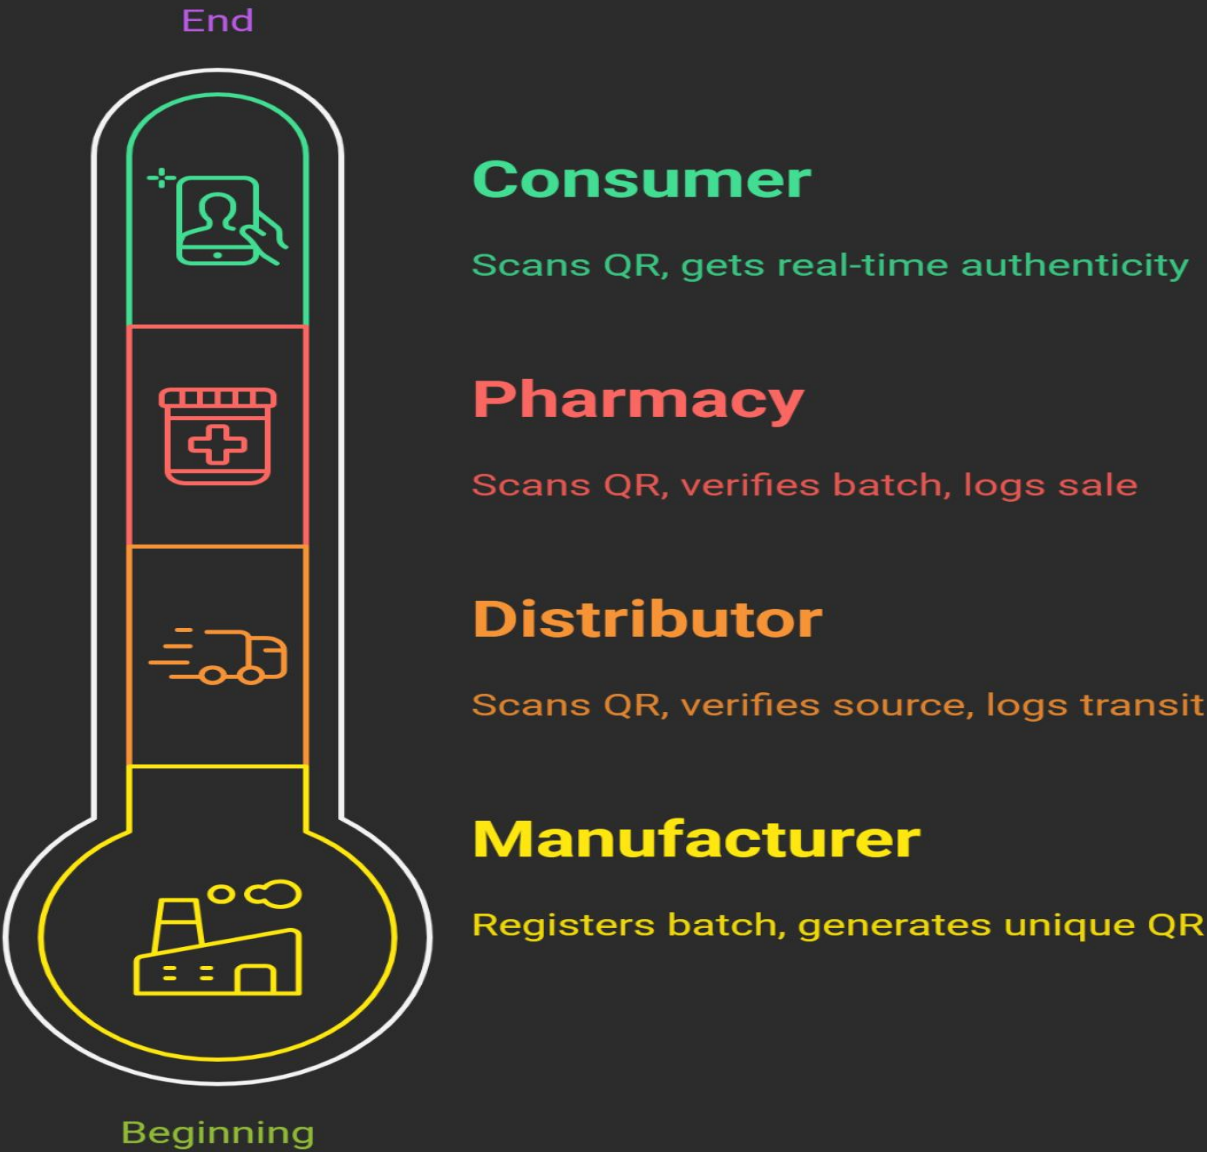 End
Consumer
Scans QR, gets real-time authenticity
Pharmacy
Scans QR, verifies batch, logs sale
Distributor
Scans QR, verifies source, logs transit
Manufacturer
Registers batch, generates unique QR
Beginning